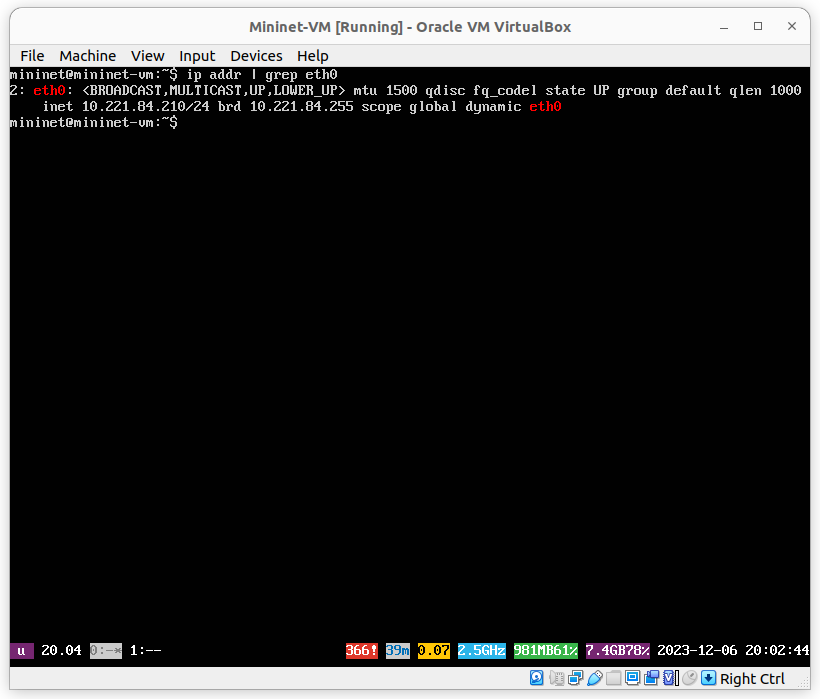 Mininet-VM [Running] - Oracle VM VirtualBox
File Machine View Input Devices Help
mininet@mininet-vm:~$ ip addr | grep eth0
2: eth0: <BROADCAST,MULTICAST,UP,LOWER_UP> mtu 1500 qdisc fq_codel state UP group default qlen 1000
    inet 10.221.84.210/24 brd 10.221.84.255 scope global dynamic eth0
mininet@mininet-vm:~$
u 20.04 0:-* 1:-- 366! 39m 0.07 2.5GHz 981MB61% 7.4GB78% 2023-12-06 20:02:44
Right Ctrl